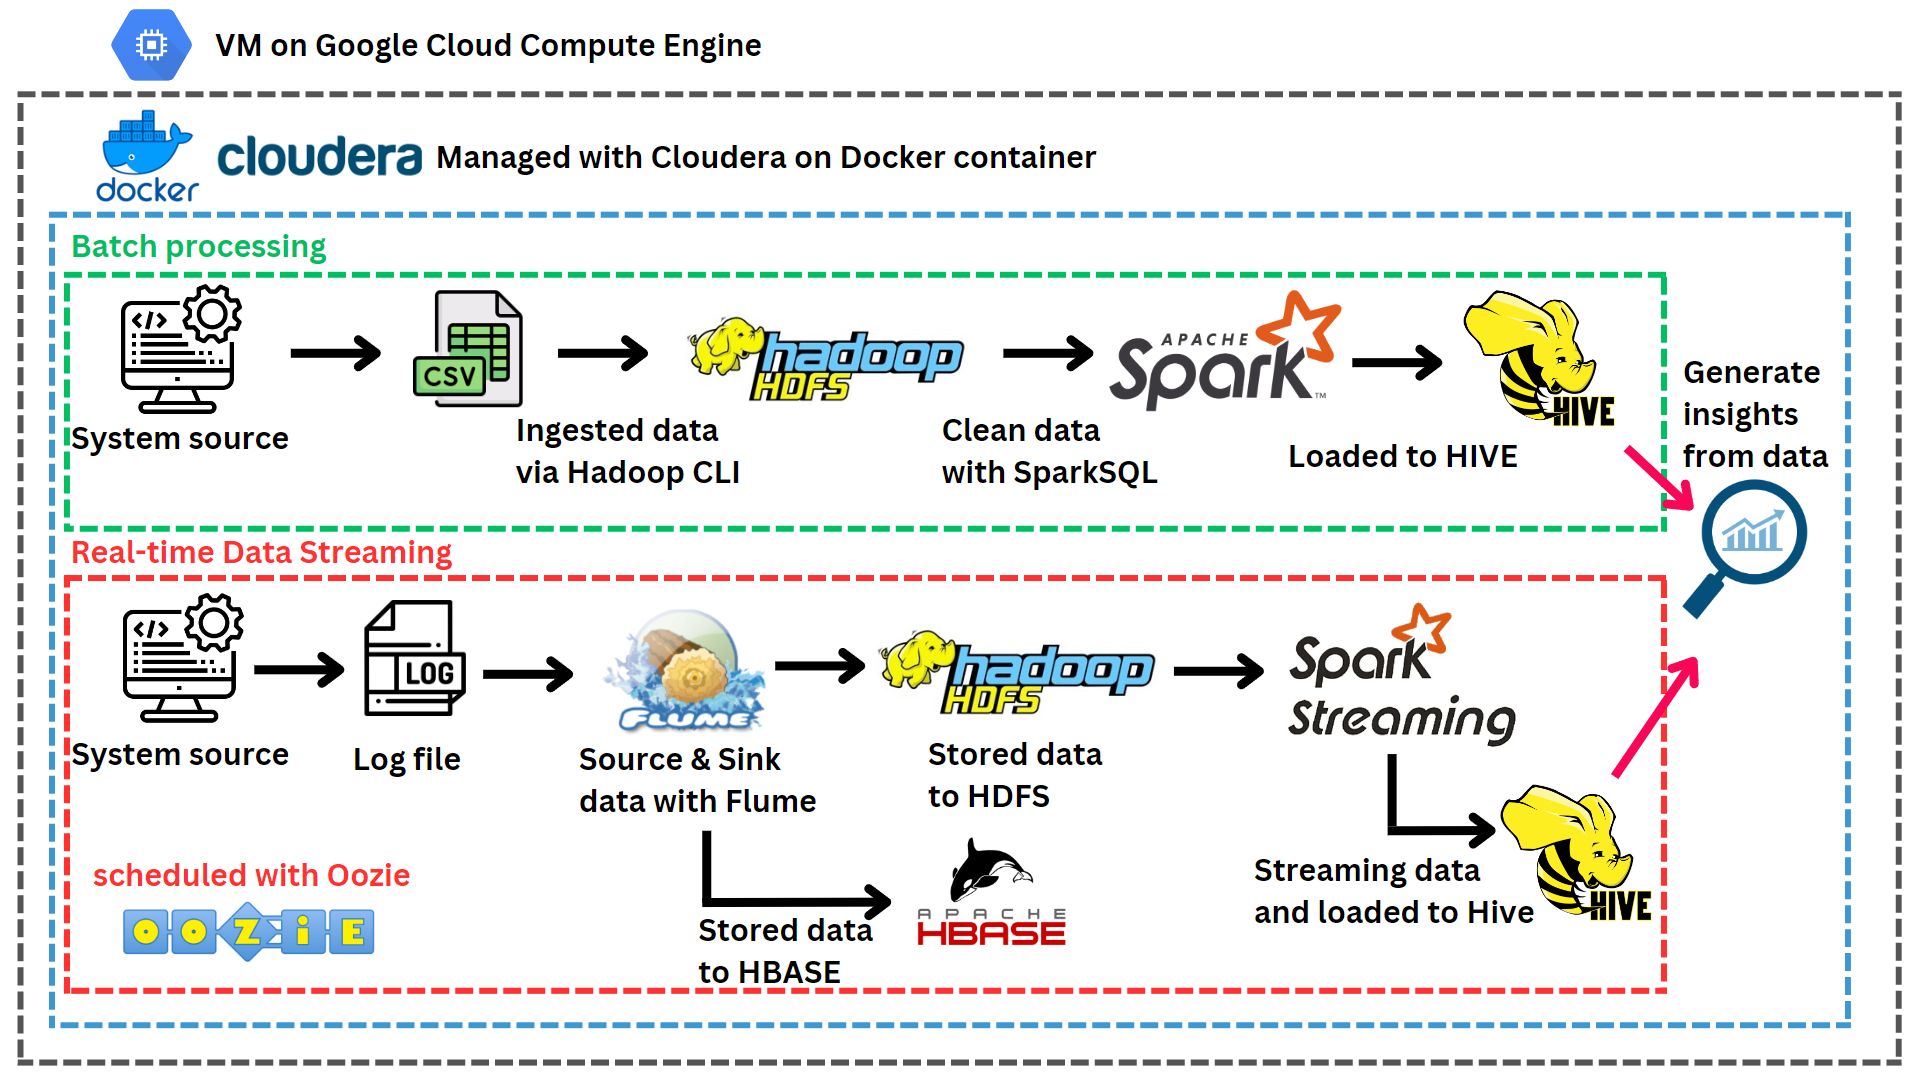 VM on Google Cloud Compute Engine
docker
cloudera
Managed with Cloudera on Docker container
Batch processing
</>
CSV
hadoop
HDFS
APACHE
Spark™
HIVE
System source
Ingested data
via Hadoop CLI
Clean data
with SparkSQL
Loaded to HIVE
Generate
insights
from data
Real-time Data Streaming
</>
LOG
FLUME
hadoop
HDFS
Spark
Streaming
System source
Log file
Source & Sink
data with Flume
Stored data
to HDFS
scheduled with Oozie
OOZiE
Stored data
to HBASE
APACHE
HBASE
Streaming data
and loaded to Hive
HIVE